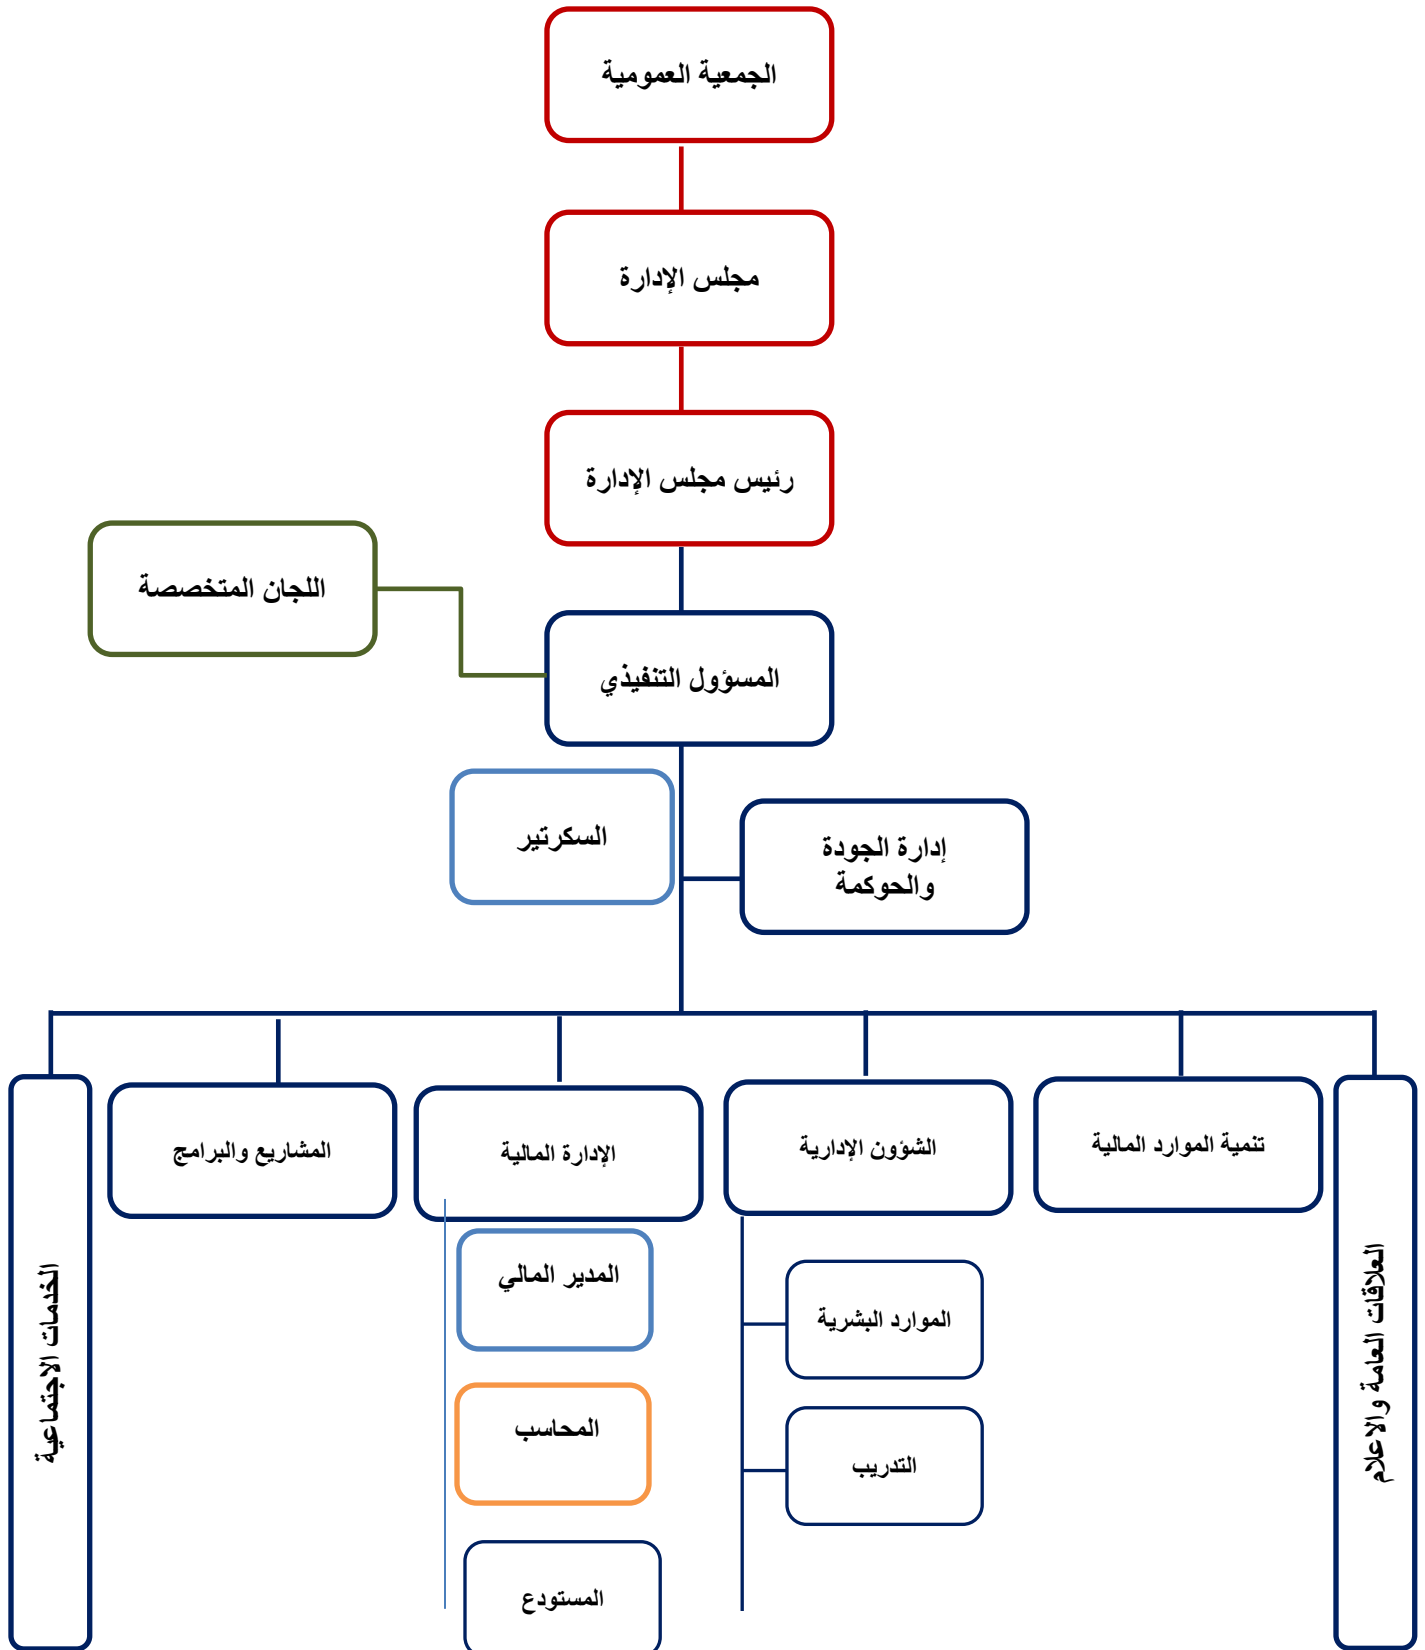 الجمعية العمومية
مجلس الإدارة
رئيس مجلس الإدارة
اللجان المتخصصة
المسؤول التنفيذي
السكرتير
إدارة الجودة
والحوكمة
العلاقات العامة والاعلام
تنمية الموارد المالية
الشؤون الإدارية
الإدارة المالية
المشاريع والبرامج
الخدمات الاجتماعية
الموارد البشرية
التدريب
المدير المالي
المحاسب
المستودع